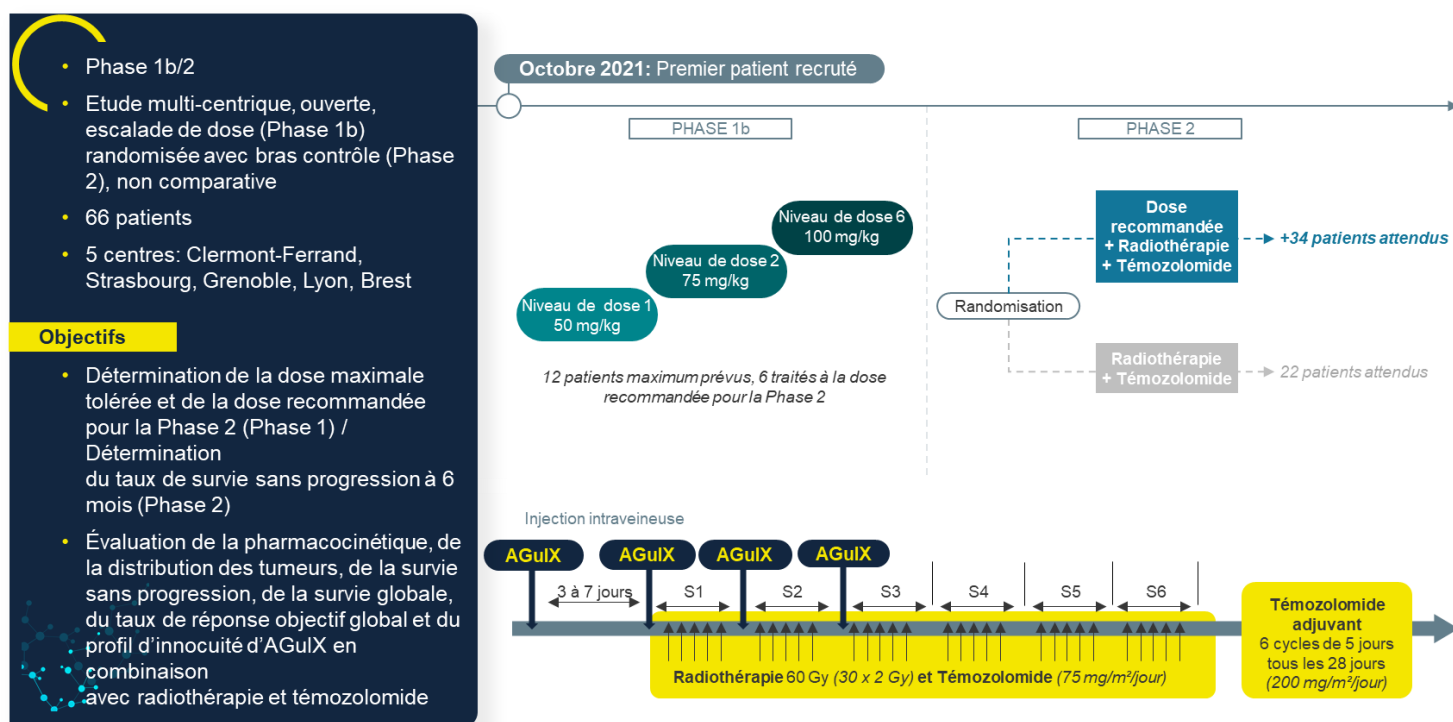 Phase 1b/2
Etude multi-centrique, ouverte,
escalade de dose (Phase 1b)
randomisée avec bras contrôle (Phase
2), non comparative
66 patients
5 centres: Clermont-Ferrand,
Strasbourg, Grenoble, Lyon, Brest
Objectifs
Détermination de la dose maximale
tolérée et de la dose recommandée
pour la Phase 2 (Phase 1) /
Détermination
du taux de survie sans progression à 6
mois (Phase 2)
Évaluation de la pharmacocinétique, de
la distribution des tumeurs, de la survie
sans progression, de la survie globale,
du taux de réponse objectif global et du
profil d’innocuité d’AGuIX en
combinaison
avec radiothérapie et témozolomide
Octobre 2021: Premier patient recruté
PHASE 1b
Niveau de dose 1
50 mg/kg
Niveau de dose 2
75 mg/kg
Niveau de dose 6
100 mg/kg
12 patients maximum prévus, 6 traités à la dose
recommandée pour la Phase 2
PHASE 2
Randomisation
Dose
recommandée
+ Radiothérapie
+ Témozolomide
+34 patients attendus
Radiothérapie
+ Témozolomide
22 patients attendus
Injection intraveineuse
AGuIX
AGuIX
AGuIX
AGuIX
3 à 7 jours
S1
S2
S3
S4
S5
S6
Radiothérapie 60 Gy (30 x 2 Gy) et Témozolomide (75 mg/m²/jour)
Témozolomide
adjuvant
6 cycles de 5 jours
tous les 28 jours
(200 mg/m²/jour)